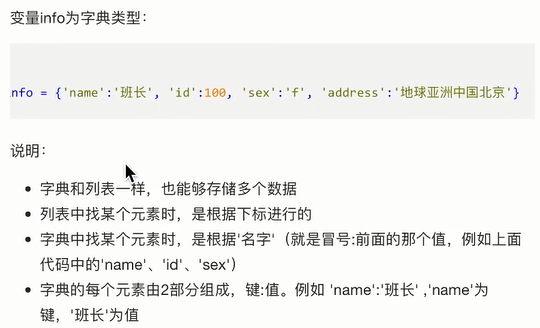 变量info为字典类型：
info = {'name':'班长', 'id':100, 'sex':'f', 'address':'地球亚洲中国北京'}
说明：
• 字典和列表一样，也能够存储多个数据
• 列表中找某个元素时，是根据下标进行的
• 字典中找某个元素时，是根据'名字'（就是冒号:前面的那个值，例如上面
代码中的'name'、'id'、'sex'）
• 字典的每个元素由2部分组成，键:值。例如 'name':'班长' ,'name'为
键，'班长'为值